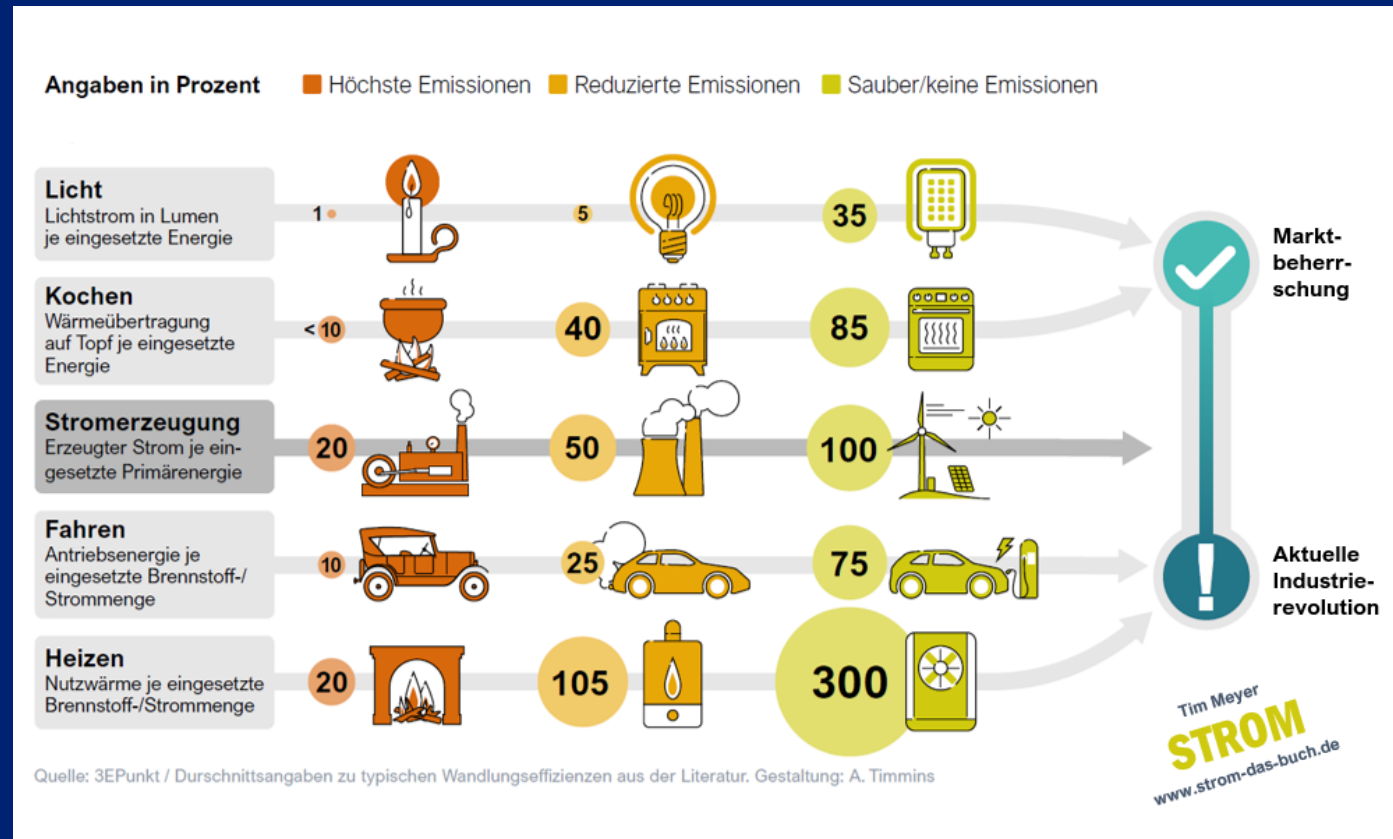 Angaben in Prozent
Höchste Emissionen
Reduzierte Emissionen
Sauber/keine Emissionen
Licht
Lichtstrom in Lumen
je eingesetzte Energie
1
5
35
Kochen
Wärmeübertragung
auf Topf je eingesetzte
Energie
< 10
40
85
Stromerzeugung
Erzeugter Strom je ein-
gesetzte Primärenergie
20
50
100
Fahren
Antriebsenergie je
eingesetzte Brennstoff-/
Strommenge
10
25
75
Heizen
Nutzwärme je eingesetzte
Brennstoff-/Strommenge
20
105
300
Markt-
beherr-
schung
!
Aktuelle
Industrie-
revolution
Tim Meyer
STROM
www.strom-das-buch.de
Quelle: 3EPunkt / Durschnittsangaben zu typischen Wandlungseffizienzen aus der Literatur. Gestaltung: A. Timmins